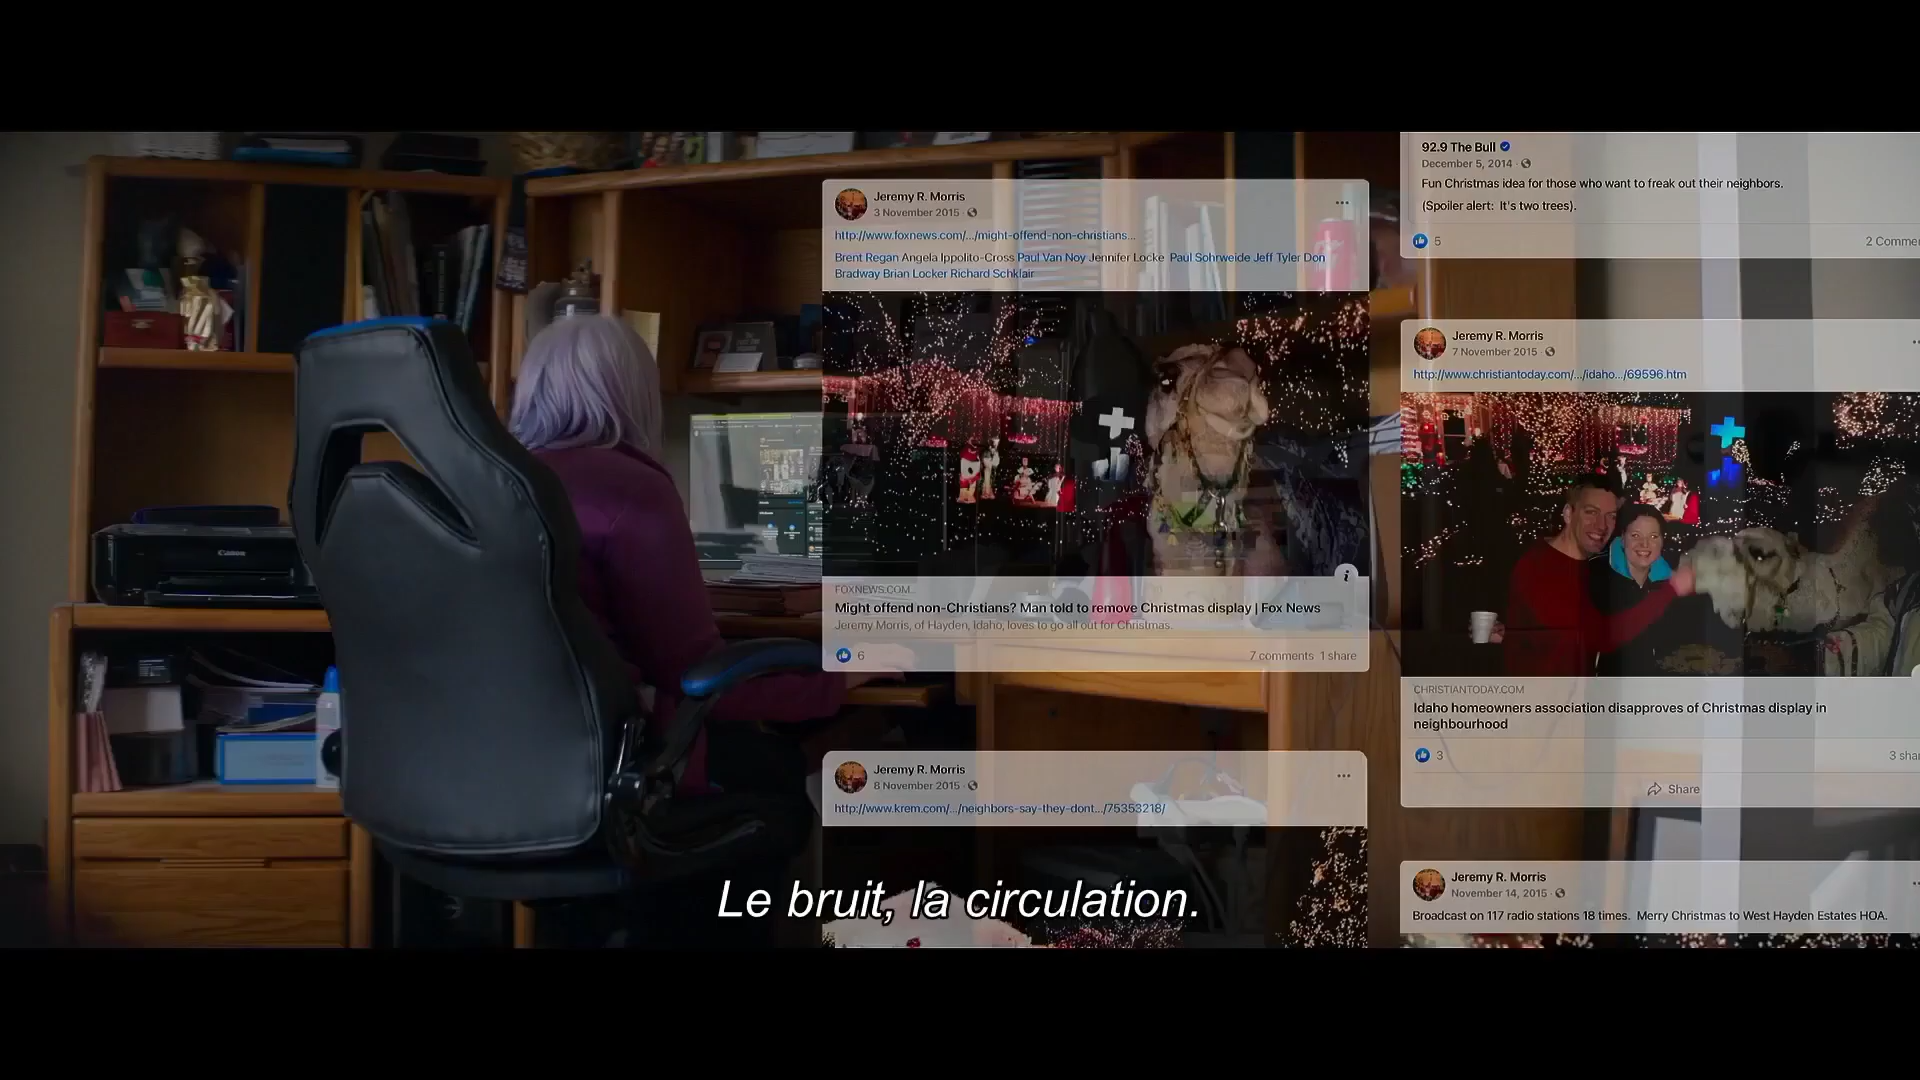 Canon
Jeremy R. Morris
3 November 2015 ·
http://www.foxnews.com/.../might-offend-non-christians...
Brent Regan Angela Ippolito-Cross Paul Van Noy Jennifer Locke Paul Sohrweide Jeff Tyler Don
Bradway Brian Locker Richard Schklair
FOXNEWS.COM
Might offend non-Christians? Man told to remove Christmas display | Fox News
Jeremy Morris, of Hayden, Idaho, loves to go all out for Christmas.
6
7 comments 1 share
Jeremy R. Morris
8 November 2015 ·
http://www.krem.com/.../neighbors-say-they-dont.../75353218/
92.9 The Bull
December 5, 2014 ·
Fun Christmas idea for those who want to freak out their neighbors.
(Spoiler alert: It's two trees).
5
2 Commen
Jeremy R. Morris
7 November 2015 ·
http://www.christiantoday.com/.../idaho.../69596.htm
CHRISTIANTODAY.COM
Idaho homeowners association disapproves of Christmas display in
neighbourhood
3
3 shar
Share
Jeremy R. Morris
November 14, 2015 ·
Broadcast on 117 radio stations 18 times. Merry Christmas to West Hayden Estates HOA.
Le bruit, la circulation.